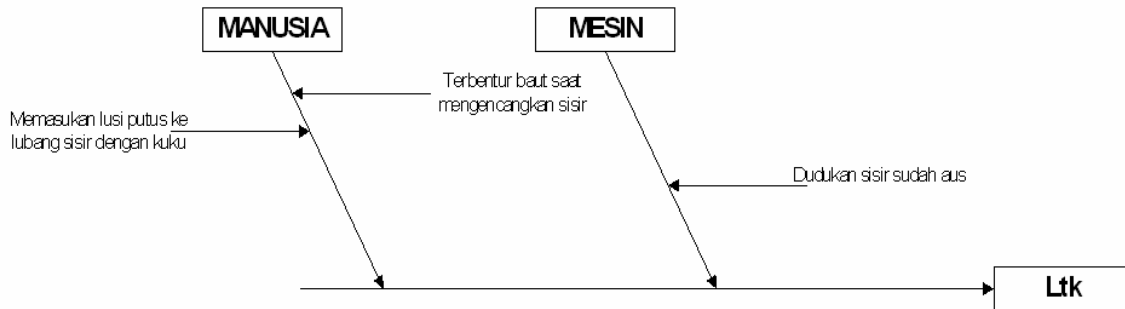 MANUSIA
MESIN
Terbentur baut saat
mengencangkan sisir
Memasukan lusi putus ke
lubang sisir dengan kuku
Dudukan sisir sudah aus
Ltk